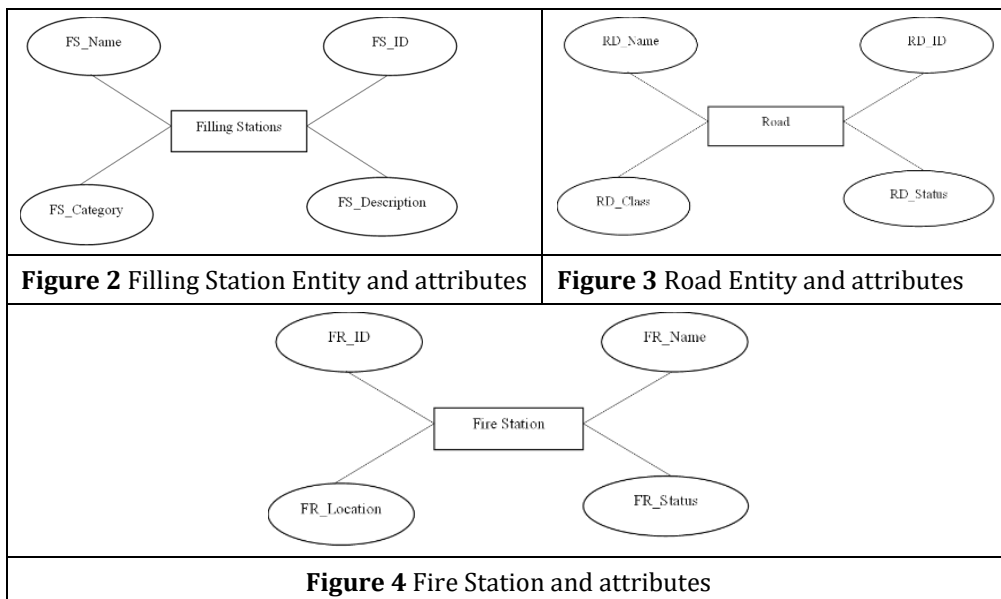 FS_Name
FS_ID
Filling Stations
FS_Category
FS_Description
RD_Name
RD_ID
Road
RD_Class
RD_Status
Figure 2 Filling Station Entity and attributes
Figure 3 Road Entity and attributes
FR_ID
FR_Name
Fire Station
FR_Location
FR_Status
Figure 4 Fire Station and attributes